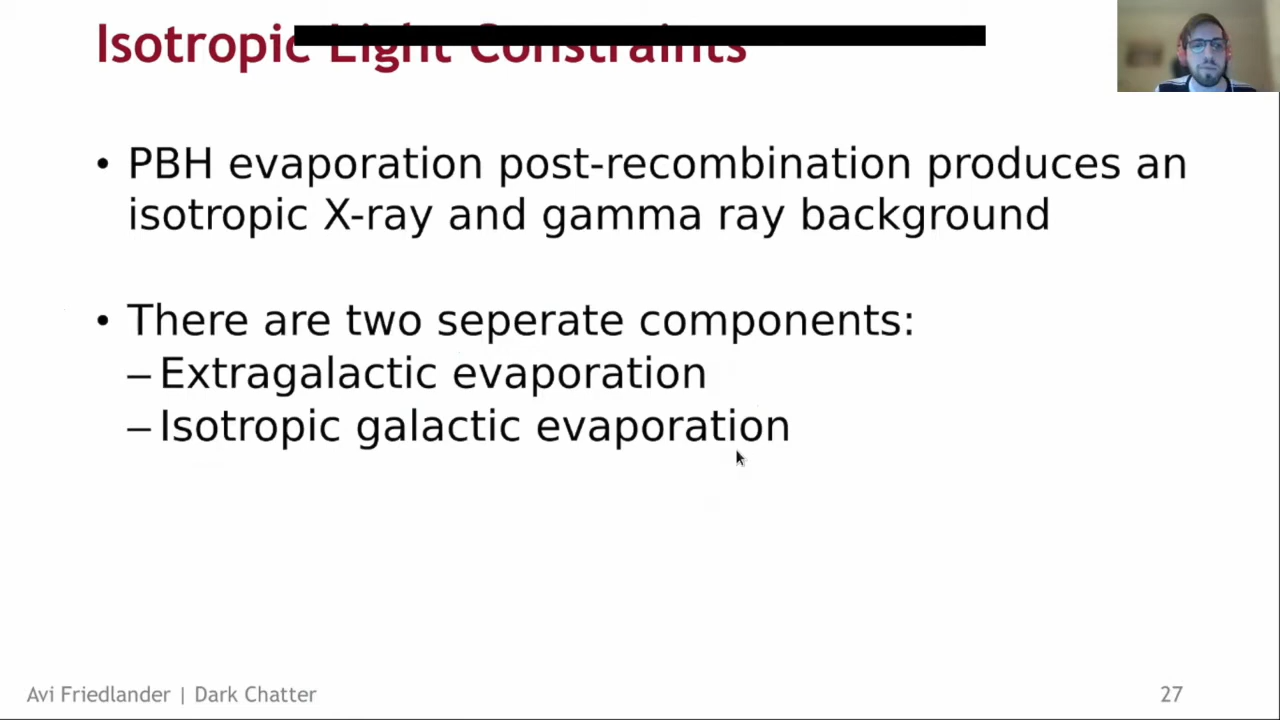 Isotropic Light Constraints
• PBH evaporation post-recombination produces an
isotropic X-ray and gamma ray background
• There are two seperate components:
– Extragalactic evaporation
– Isotropic galactic evaporation
Avi Friedlander | Dark Chatter
27